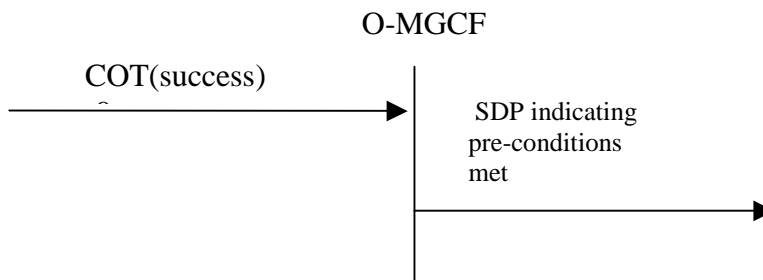 O-MGCF
COT(success)
SDP indicating
pre-conditions
met